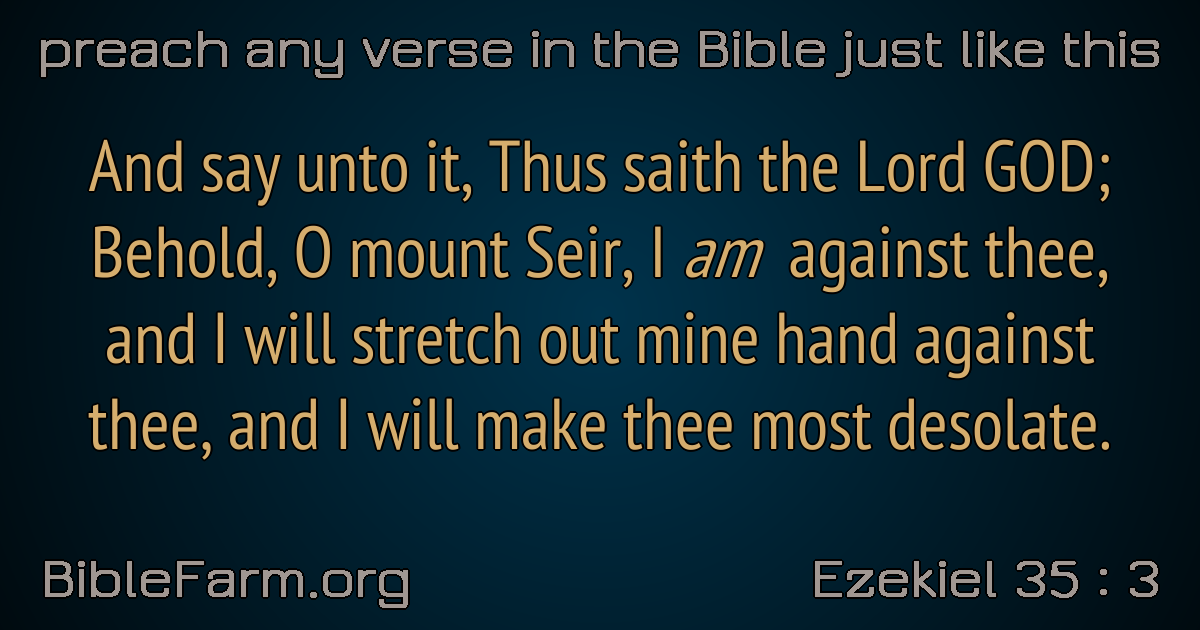 preach any verse in the Bible just like this
And say unto it, Thus saith the Lord GOD;
Behold, O mount Seir, I am against thee,
and I will stretch out mine hand against
thee, and I will make thee most desolate.
BibleFarm.org
Ezekiel 35 : 3